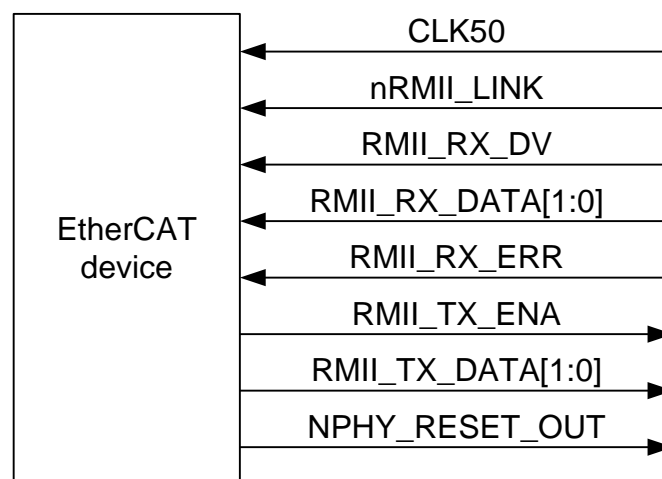 CLK50
nRMII_LINK
RMII_RX_DV
RMII_RX_DATA[1:0]
EtherCAT
device
RMII_RX_ERR
RMII_TX_ENA
RMII_TX_DATA[1:0]
NPHY_RESET_OUT